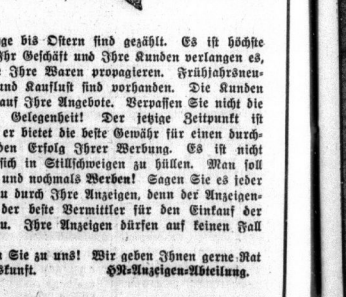 ge bis Ostern sind gezählt. Es ist höchste
Ihr Geschäft und Ihre Kunden verlangen es,
Ihre Waren propagieren. Frühjahrsneu-
und Kauflust sind vorhanden. Die Kunden
auf Ihre Angebote. Verpassen Sie nicht die
Gelegenheit! Der jetzige Zeitpunkt ist
er bietet die beste Gewähr für einen durch-
den Erfolg Ihrer Werbung. Es ist nicht
sich in Stillschweigen zu hüllen. Man soll
und nochmals Werben! Sagen Sie es jeder
u durch Ihre Anzeigen, denn der Anzeigen-
der beste Vermittler für den Einkauf der
u. Ihre Anzeigen dürfen auf keinen Fall
Sie zu uns! Wir geben Ihnen gerne Rat
skunft. HN-Anzeigen-Abteilung.